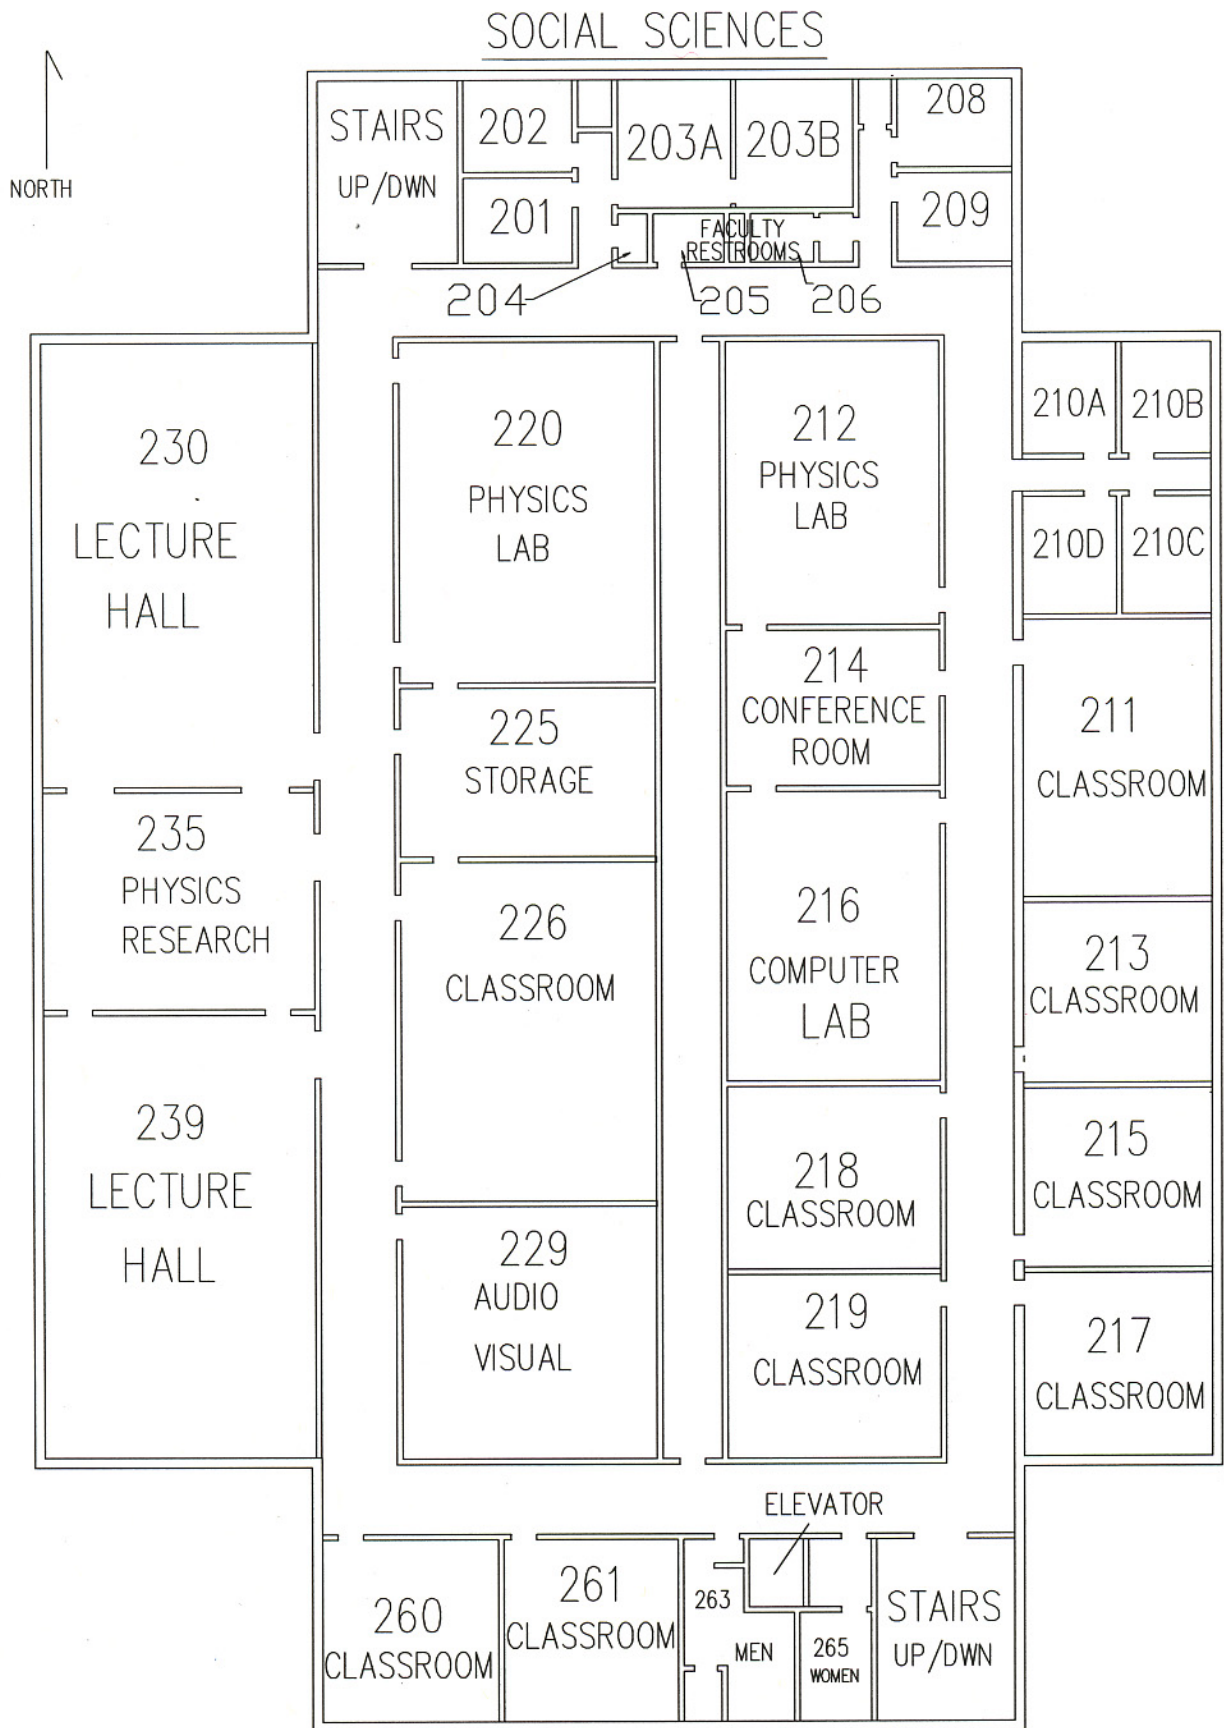 SOCIAL SCIENCES
NORTH
STAIRS
UP/DWN
202
201
203A
203B
208
209
FACULTY
RESTROOMS
204
205
206
230
LECTURE
HALL
220
PHYSICS
LAB
212
PHYSICS
LAB
210A
210B
210D
210C
214
CONFERENCE
ROOM
211
CLASSROOM
225
STORAGE
235
PHYSICS
RESEARCH
226
CLASSROOM
216
COMPUTER
LAB
213
CLASSROOM
239
LECTURE
HALL
218
CLASSROOM
215
CLASSROOM
229
AUDIO
VISUAL
219
CLASSROOM
217
CLASSROOM
ELEVATOR
260
CLASSROOM
261
CLASSROOM
263
MEN
265
WOMEN
STAIRS
UP/DWN